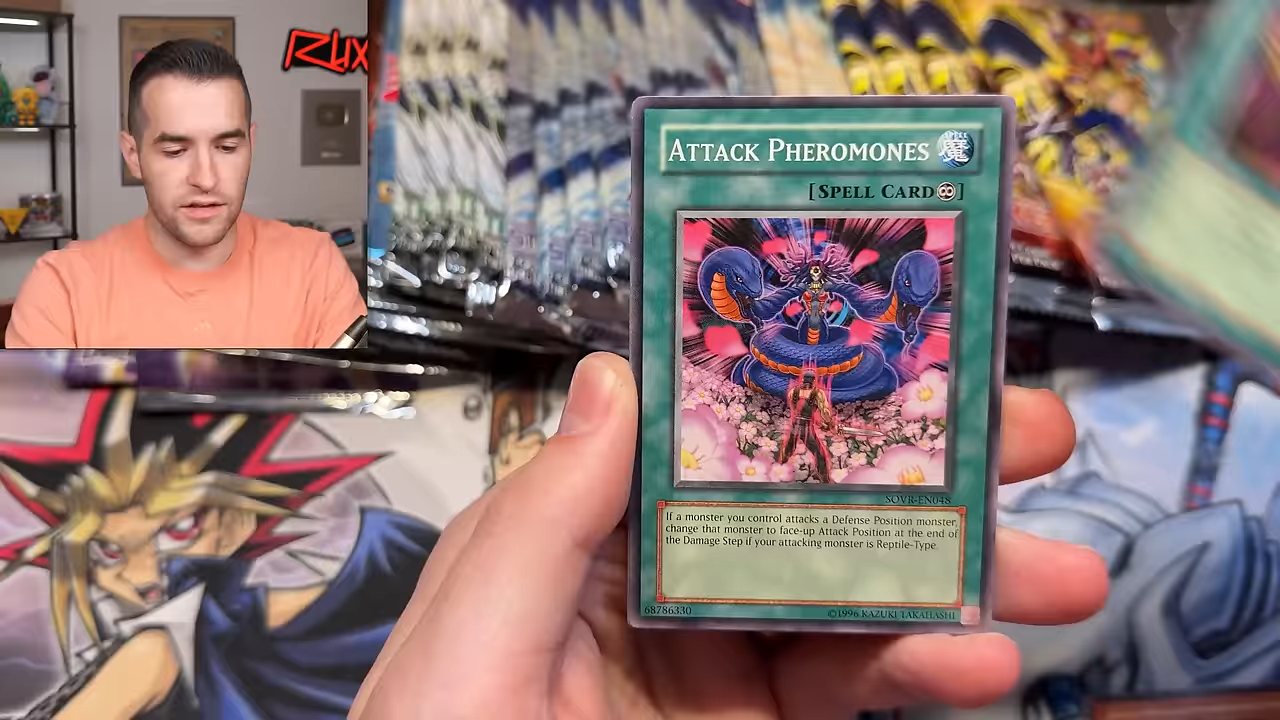 RUX
ATTACK PHEROMONES
SPELL
魔
[SPELL CARD]
SOVR-EN048
If a monster you control attacks a Defense Position monster,
change that monster to face-up Attack Position at the end of
the Damage Step if your attacking monster is Reptile-Type.
68786330
©1996 KAZUKI TAKAHASHI